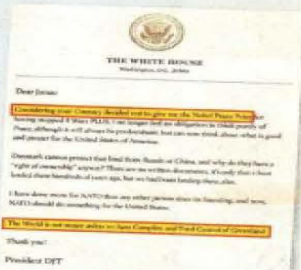 THE WHITE HOUSE
Washington, D.C. 20500
Dear Jonas:
Considering your Country decided not to give me the Nobel Peace Prize for
having stopped 8 Wars PLUS, I no longer feel an obligation to think purely of
Peace, although it will always be predominant, but can now think about what is good
and proper for the United States of America.
Denmark cannot protect that land from Russia or China, and why do they have a
"right of ownership" anyway? There are no written documents, it's only that a boat
landed there hundreds of years ago, but we had boats landing there, also.
I have done more for NATO than any other person since its founding, and now,
NATO should do something for the United States.
The World is not secure unless we have Complete and Total Control of Greenland
Thank you!
President DJT